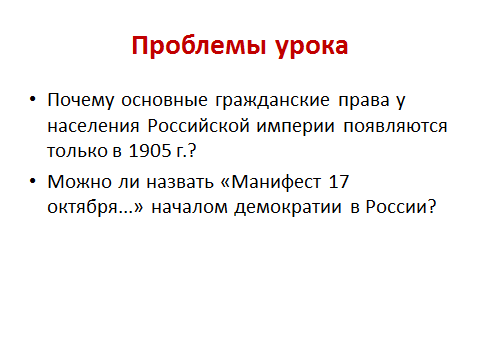 Проблемы урока
• Почему основные гражданские права у
населения Российской империи появляются
только в 1905 г.?
• Можно ли назвать «Манифест 17
октября...» началом демократии в России?